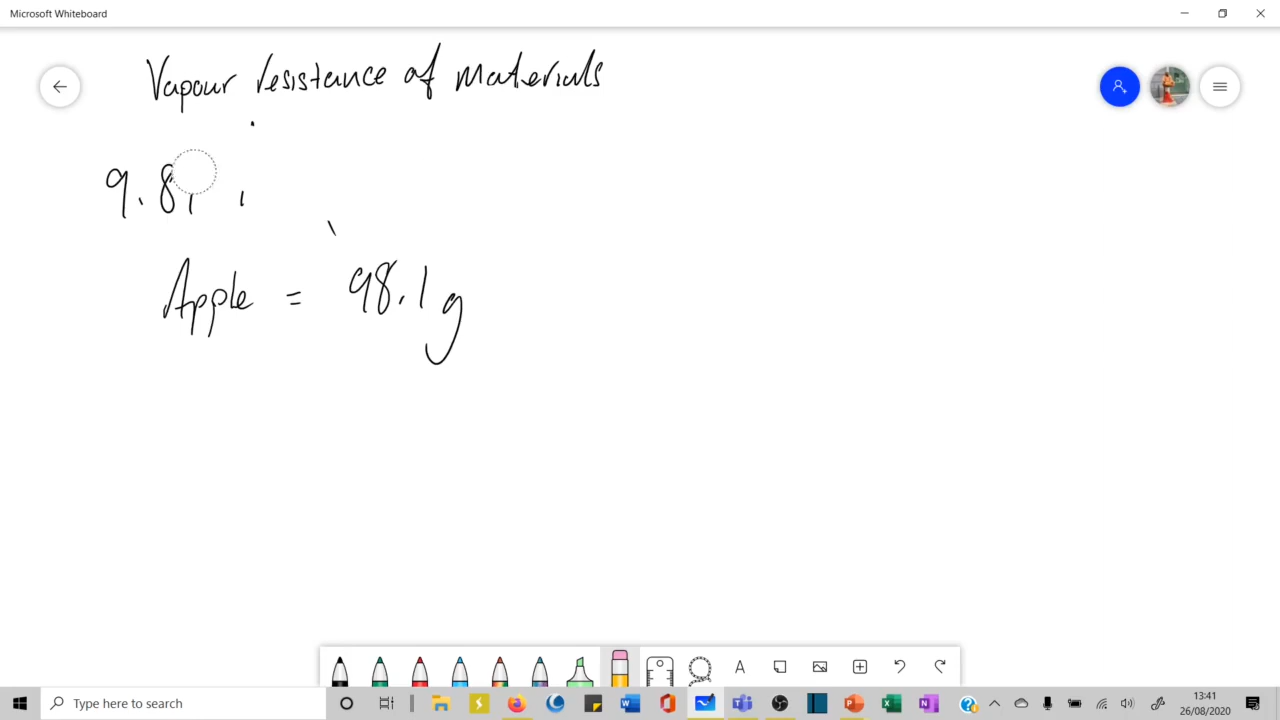 Microsoft Whiteboard
Vapour resistance of materials
9.8
Apple = 98.1g
A
Type here to search
13:41
26/08/2020